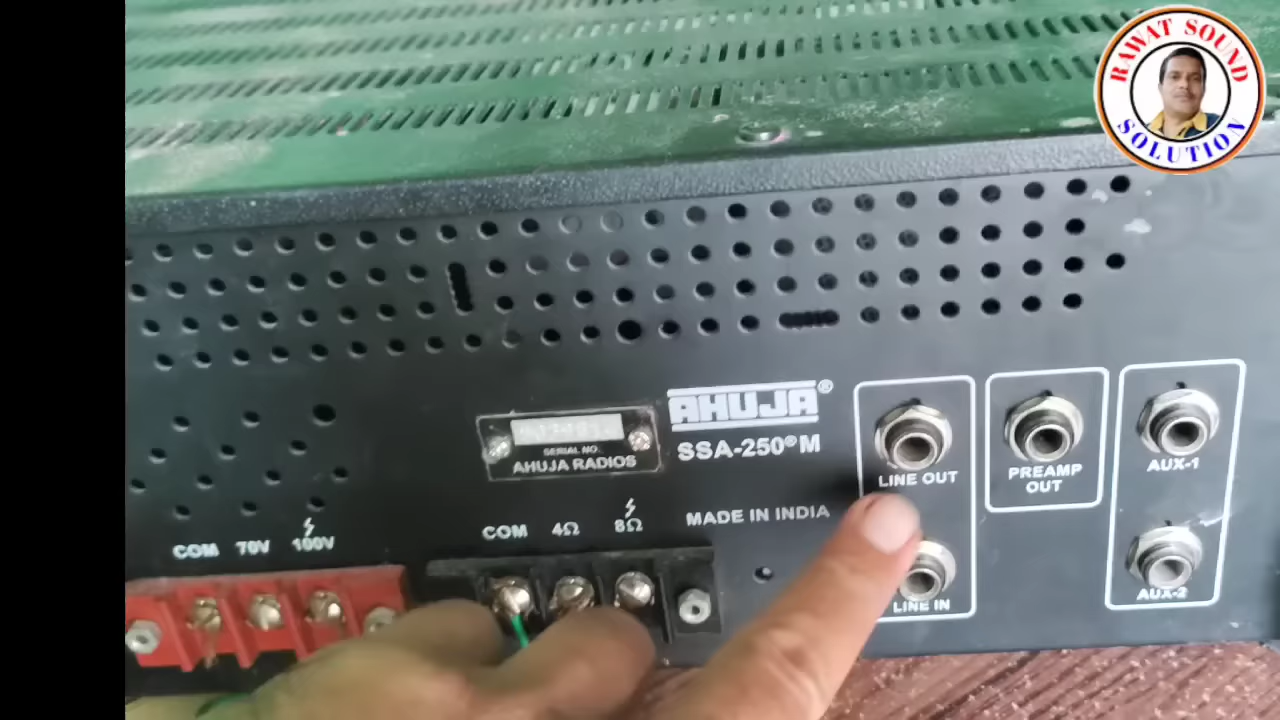 RAWAT SOUND
SOLUTION
AHUJA®
SSA-250®M
SERIAL NO.
AHUJA RADIOS
MADE IN INDIA
COM 70V 100V
COM 4Ω 8Ω
LINE OUT
LINE IN
PREAMP
OUT
AUX-1
AUX-2